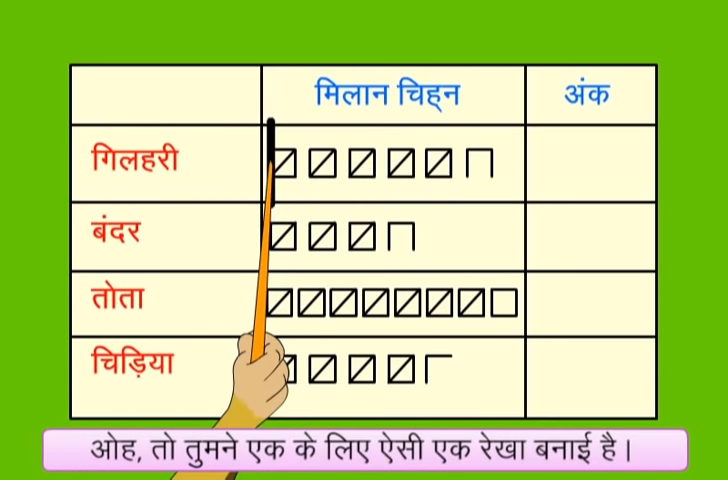 मिलान चिह्न अंक
गिलहरी
बंदर
तोता
चिड़िया
ओह, तो तुमने एक के लिए ऐसी एक रेखा बनाई है।